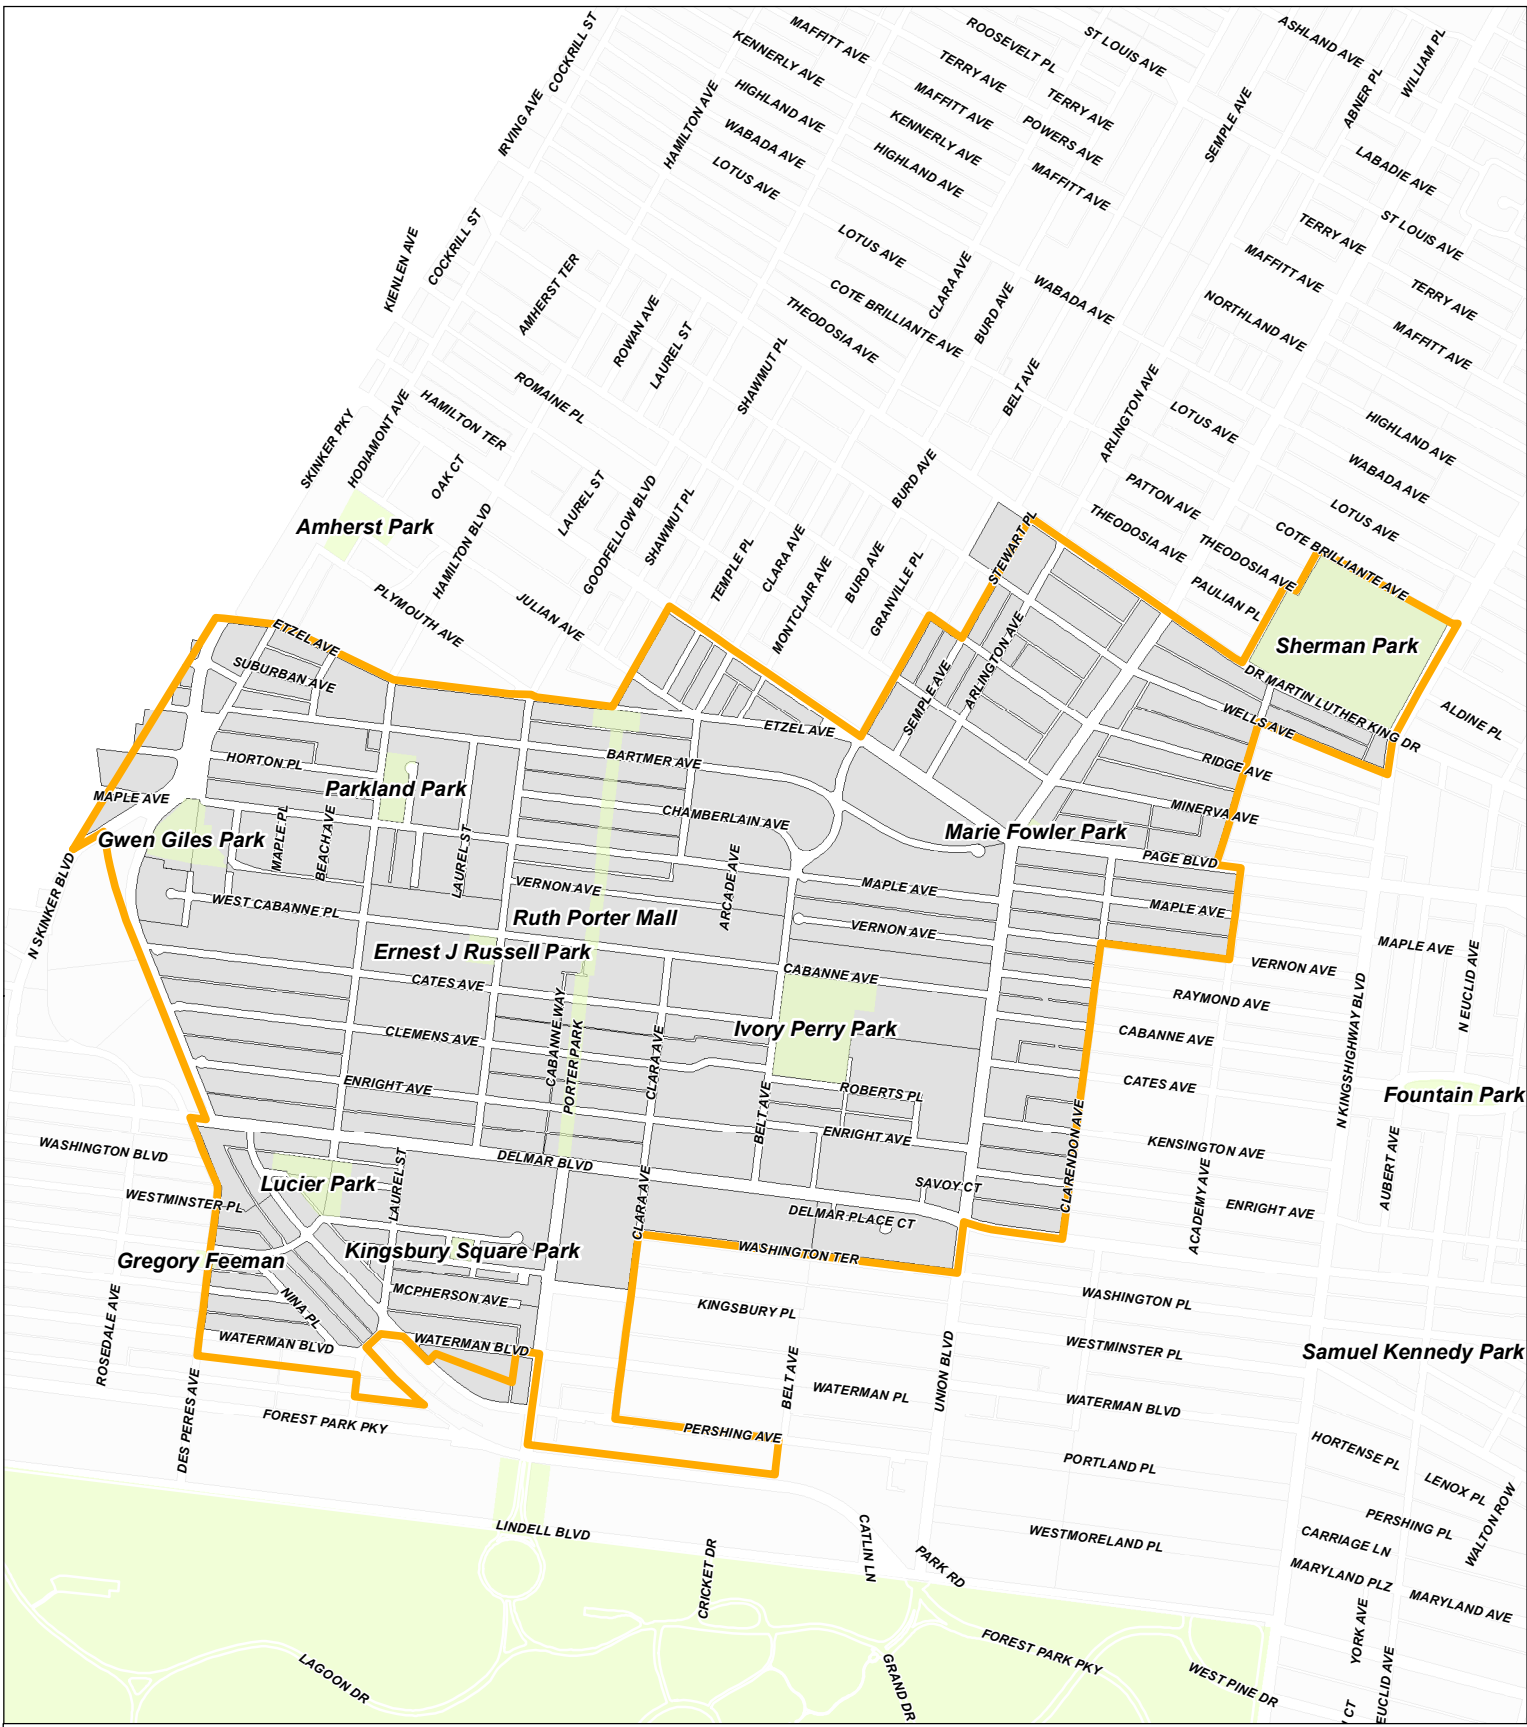 COCKRILL ST
MAFFITT AVE
KENNERLY AVE
ROOSEVELT PL
ST LOUIS AVE
ASHLAND AVE
WILLIAM PL
TERRY AVE
HIGHLAND AVE
IRVING AVE
HAMILTON AVE
MAFFITT AVE
TERRY AVE
ABNER PL
WABADA AVE
KENNERLY AVE
POWERS AVE
SEMPLE AVE
LOTUS AVE
HIGHLAND AVE
MAFFITT AVE
LABADIE AVE
COCKRILL ST
KIENLEN AVE
LOTUS AVE
TERRY AVE
ST LOUIS AVE
AMHERST TER
CLARA AVE
MAFFITT AVE
ROWAN AVE
COTE BRILLIANTE AVE
BURD AVE
WABADA AVE
TERRY AVE
LAUREL ST
THEODOSIA AVE
NORTHLAND AVE
MAFFITT AVE
SHAWMUT PL
ROMAINE PL
BELT AVE
ARLINGTON AVE
HAMILTON TER
HODIAMONT AVE
SKINKER PKY
LOTUS AVE
HIGHLAND AVE
OAK CT
LAUREL ST
BURD AVE
WABADA AVE
GOODFELLOW BLVD
PATTON AVE
SHAWMUT PL
LOTUS AVE
Amherst Park
HAMILTON BLVD
STEWART PL
THEODOSIA AVE
COTE BRILLIANTE AVE
THEODOSIA AVE
TEMPLE PL
CLARA AVE
BURD AVE
PLYMOUTH AVE
JULIAN AVE
MONTCLAIR AVE
GRANVILLE PL
PAULIAN PL
ETZEL AVE
Sherman Park
SUBURBAN AVE
ARLINGTON AVE
SEMPLE AVE
DR MARTIN LUTHER KING DR
ALDINE PL
ETZEL AVE
WELLS AVE
HORTON PL
BARTMER AVE
RIDGE AVE
Parkland Park
MAPLE AVE
CHAMBERLAIN AVE
MINERVA AVE
Gwen Giles Park
MAPLE PL
BEACH AVE
Marie Fowler Park
PAGE BLVD
LAUREL ST
VERNON AVE
ARCADE AVE
MAPLE AVE
N SKINKER BLVD
WEST CABANNE PL
Ruth Porter Mall
VERNON AVE
MAPLE AVE
MAPLE AVE
Ernest J Russell Park
CABANNE AVE
VERNON AVE
CATES AVE
RAYMOND AVE
N KINGSHIGHWAY BLVD
N EUCLID AVE
CLEMENS AVE
CABANNE WAY
PORTER PARK
CLARA AVE
Ivory Perry Park
CABANNE AVE
ENRIGHT AVE
ROBERTS PL
CATES AVE
Fountain Park
BELT AVE
ENRIGHT AVE
CLARENDON AVE
WASHINGTON BLVD
DELMAR BLVD
KENSINGTON AVE
AUBERT AVE
WESTMINSTER PL
Lucier Park
LAUREL ST
CLARA AVE
SAVOY CT
ACADEMY AVE
ENRIGHT AVE
DELMAR PLACE CT
Gregory Feeman
Kingsbury Square Park
WASHINGTON TER
ROSEDALE AVE
NINA PL
MCPHERSON AVE
KINGSBURY PL
WASHINGTON PL
WATERMAN BLVD
WATERMAN BLVD
UNION BLVD
WESTMINSTER PL
Samuel Kennedy Park
DES PERES AVE
BELT AVE
WATERMAN PL
WATERMAN BLVD
FOREST PARK PKY
PERSHING AVE
PORTLAND PL
HORTENSE PL
LENOX PL
LINDELL BLVD
CATLIN LN
WESTMORELAND PL
PERSHING PL
WALTON ROW
CARRIAGE LN
CRICKET DR
PARK RD
MARYLAND PLZ
MARYLAND AVE
LAGOON DR
GRAND DR
FOREST PARK PKY
WEST PINE DR
YORK AVE
EUCLID AVE
CT